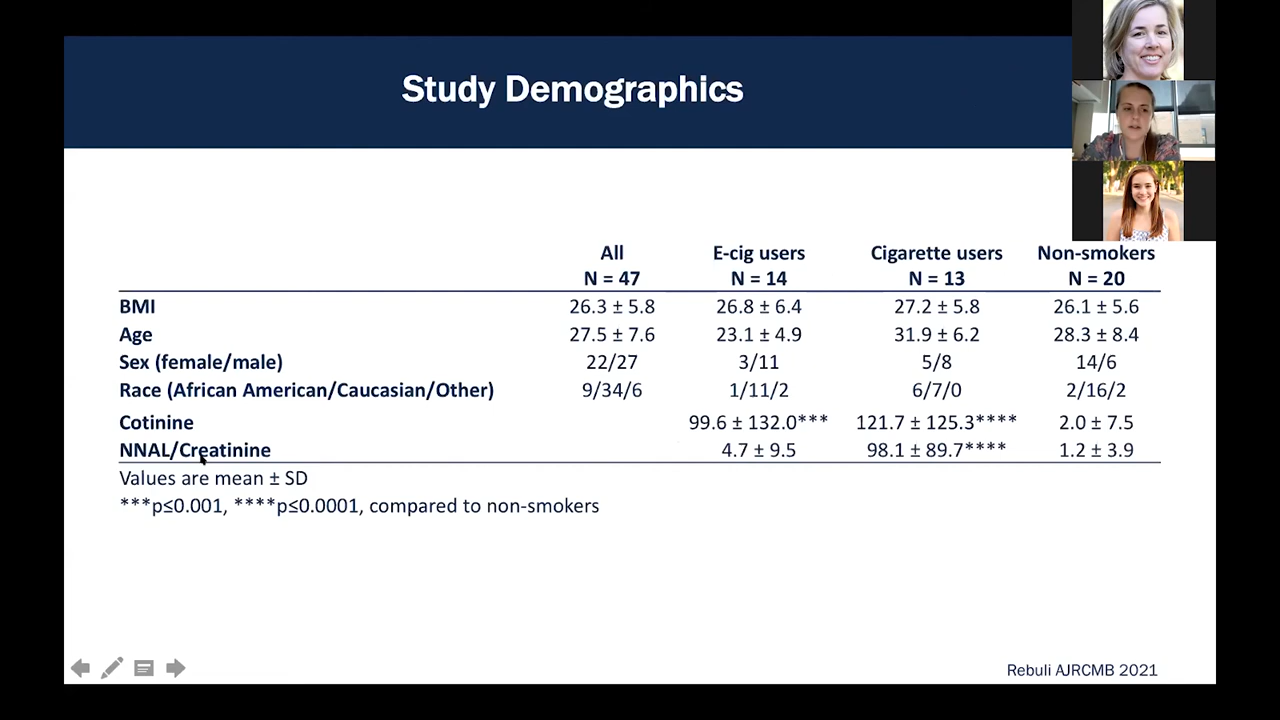 Study Demographics
All E-cig users Cigarette users Non-smokers
N = 47 N = 14 N = 13 N = 20
BMI 26.3 ± 5.8 26.8 ± 6.4 27.2 ± 5.8 26.1 ± 5.6
Age 27.5 ± 7.6 23.1 ± 4.9 31.9 ± 6.2 28.3 ± 8.4
Sex (female/male) 22/27 3/11 5/8 14/6
Race (African American/Caucasian/Other) 9/34/6 1/11/2 6/7/0 2/16/2
Cotinine 99.6 ± 132.0*** 121.7 ± 125.3**** 2.0 ± 7.5
NNAL/Creatinine 4.7 ± 9.5 98.1 ± 89.7**** 1.2 ± 3.9
Values are mean ± SD
***p≤0.001, ****p≤0.0001, compared to non-smokers
Rebuli AJRCMB 2021